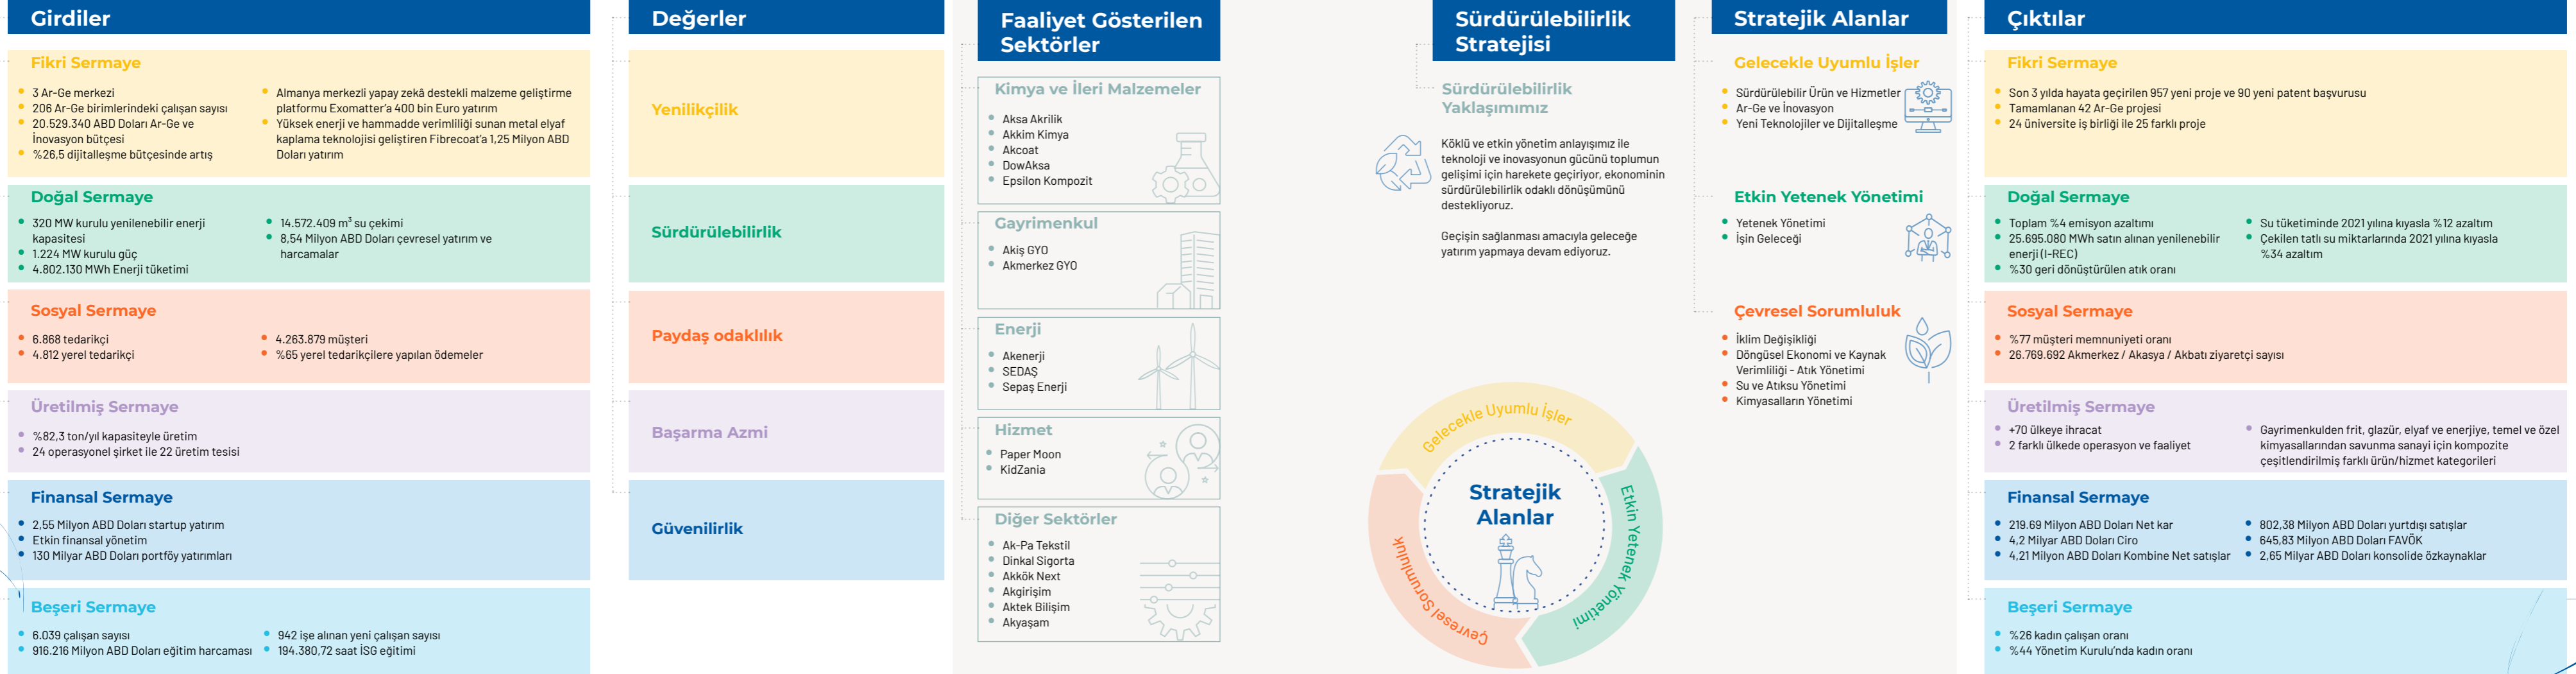 Girdiler
Fikri Sermaye
3 Ar-Ge merkezi
206 Ar-Ge birimlerindeki çalışan sayısı
20.529.340 ABD Doları Ar-Ge ve
İnovasyon bütçesi
%26,5 dijitalleşme bütçesinde artış
Almanya merkezli yapay zekâ destekli malzeme geliştirme
platformu Exomatter'a 400 bin Euro yatırım
Yüksek enerji ve hammadde verimliliği sunan metal elyaf
kaplama teknolojisi geliştiren Fibrecoat'a 1,25 Milyon ABD
Doları yatırım
Doğal Sermaye
320 MW kurulu yenilenebilir enerji
kapasitesi
1.224 MW kurulu güç
4.802.130 MWh Enerji tüketimi
14.572.409 m³ su çekimi
8,54 Milyon ABD Doları çevresel yatırım ve
harcamalar
Sosyal Sermaye
6.868 tedarikçi
4.812 yerel tedarikçi
4.263.879 müşteri
%65 yerel tedarikçilere yapılan ödemeler
Üretilmiş Sermaye
%82,3 ton/yıl kapasiteyle üretim
24 operasyonel şirket ile 22 üretim tesisi
Finansal Sermaye
2,55 Milyon ABD Doları startup yatırım
Etkin finansal yönetim
130 Milyar ABD Doları portföy yatırımları
Beşeri Sermaye
6.039 çalışan sayısı
916.216 Milyon ABD Doları eğitim harcaması
942 işe alınan yeni çalışan sayısı
194.380,72 saat İSG eğitimi
Değerler
Yenilikçilik
Sürdürülebilirlik
Paydaş odaklılık
Başarma Azmi
Güvenilirlik
Faaliyet Gösterilen
Sektörler
Kimya ve İleri Malzemeler
Aksa Akrilik
Akkim Kimya
Akcoat
DowAksa
Epsilon Kompozit
Gayrimenkul
Akiş GYO
Akmerkez GYO
Enerji
Akenerji
SEDAŞ
Sepaş Enerji
Hizmet
Paper Moon
KidZania
Diğer Sektörler
Ak-Pa Tekstil
Dinkal Sigorta
Akkök Next
Akgirişim
Aktek Bilişim
Akyaşam
Sürdürülebilirlik
Stratejisi
Sürdürülebilirlik
Yaklaşımımız
Köklü ve etkin yönetim anlayışımız ile
teknoloji ve inovasyonun gücünü toplumun
gelişimi için harekete geçiriyor, ekonominin
sürdürülebilirlik odaklı dönüşümünü
destekliyoruz.
Geçişin sağlanması amacıyla geleceğe
yatırım yapmaya devam ediyoruz.
Gelecekle Uyumlu İşler
Etkin Yetenek Yönetimi
Çevresel Sorumluluk
Stratejik
Alanlar
Stratejik Alanlar
Gelecekle Uyumlu İşler
Sürdürülebilir Ürün ve Hizmetler
Ar-Ge ve İnovasyon
Yeni Teknolojiler ve Dijitalleşme
Etkin Yetenek Yönetimi
Yetenek Yönetimi
İşin Geleceği
Çevresel Sorumluluk
İklim Değişikliği
Döngüsel Ekonomi ve Kaynak
Verimliliği - Atık Yönetimi
Su ve Atıksu Yönetimi
Kimyasalların Yönetimi
Çıktılar
Fikri Sermaye
Son 3 yılda hayata geçirilen 957 yeni proje ve 90 yeni patent başvurusu
Tamamlanan 42 Ar-Ge projesi
24 üniversite iş birliği ile 25 farklı proje
Doğal Sermaye
Toplam %4 emisyon azaltımı
25.695.080 MWh satın alınan yenilenebilir
enerji (I-REC)
%30 geri dönüştürülen atık oranı
Su tüketiminde 2021 yılına kıyasla %12 azaltım
Çekilen tatlı su miktarlarında 2021 yılına kıyasla
%34 azaltım
Sosyal Sermaye
%77 müşteri memnuniyeti oranı
26.769.692 Akmerkez / Akasya / Akbatı ziyaretçi sayısı
Üretilmiş Sermaye
+70 ülkeye ihracat
2 farklı ülkede operasyon ve faaliyet
Gayrimenkulden frit, glazür, elyaf ve enerjiye, temel ve özel
kimyasallarından savunma sanayi için kompozite
çeşitlendirilmiş farklı ürün/hizmet kategorileri
Finansal Sermaye
219.69 Milyon ABD Doları Net kar
4,2 Milyar ABD Doları Ciro
4,21 Milyon ABD Doları Kombine Net satışlar
802,38 Milyon ABD Doları yurtdışı satışlar
645,83 Milyon ABD Doları FAVÖK
2,65 Milyar ABD Doları konsolide özkaynaklar
Beşeri Sermaye
%26 kadın çalışan oranı
%44 Yönetim Kurulu'nda kadın oranı